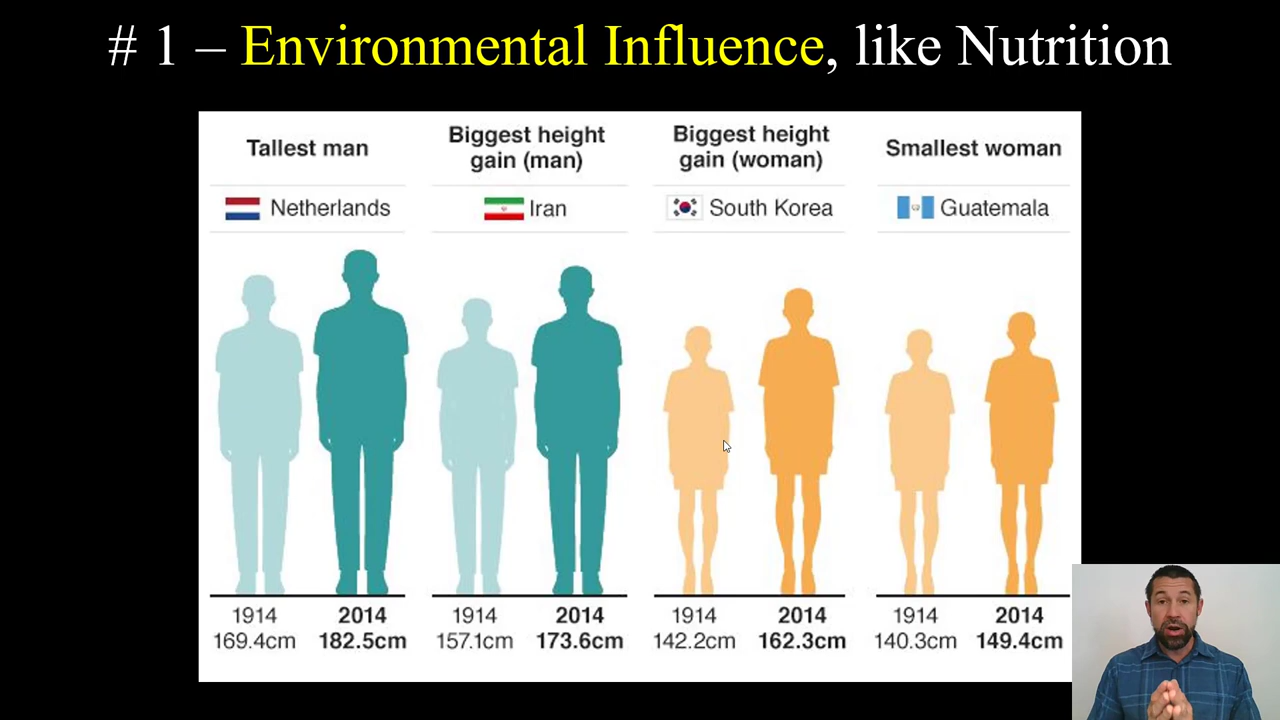 # 1 – Environmental Influence, like Nutrition
Tallest man
Netherlands
1914
169.4cm
2014
182.5cm
Biggest height
gain (man)
Iran
1914
157.1cm
2014
173.6cm
Biggest height
gain (woman)
South Korea
1914
142.2cm
2014
162.3cm
Smallest woman
Guatemala
1914
140.3cm
2014
149.4cm